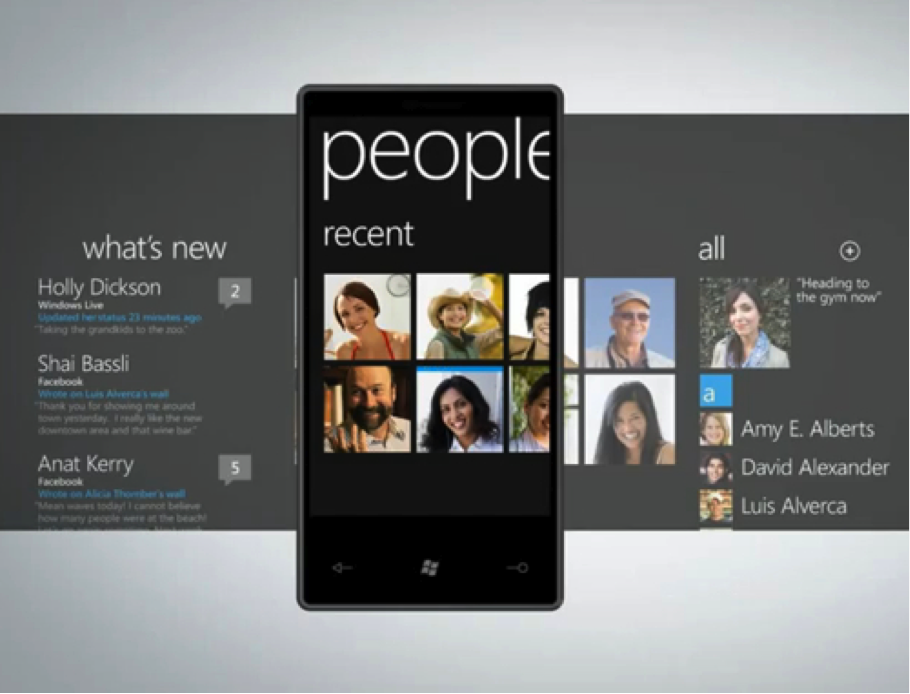 people
recent
what's new
Holly Dickson
2
Windows Live
Updated her status 23 minutes ago
"Taking the grandkids to the zoo."
Shai Bassli
Facebook
Wrote on Luis Alverca's wall
"Thank you for showing me around
town yesterday. I really like the new
downtown area and that wine bar."
Anat Kerry
5
Facebook
Wrote on Alicia Thornber's wall
"Mean waves today! I cannot believe
how many people were at the beach!
all
"Heading to
the gym now"
a
Amy E. Alberts
David Alexander
Luis Alverca